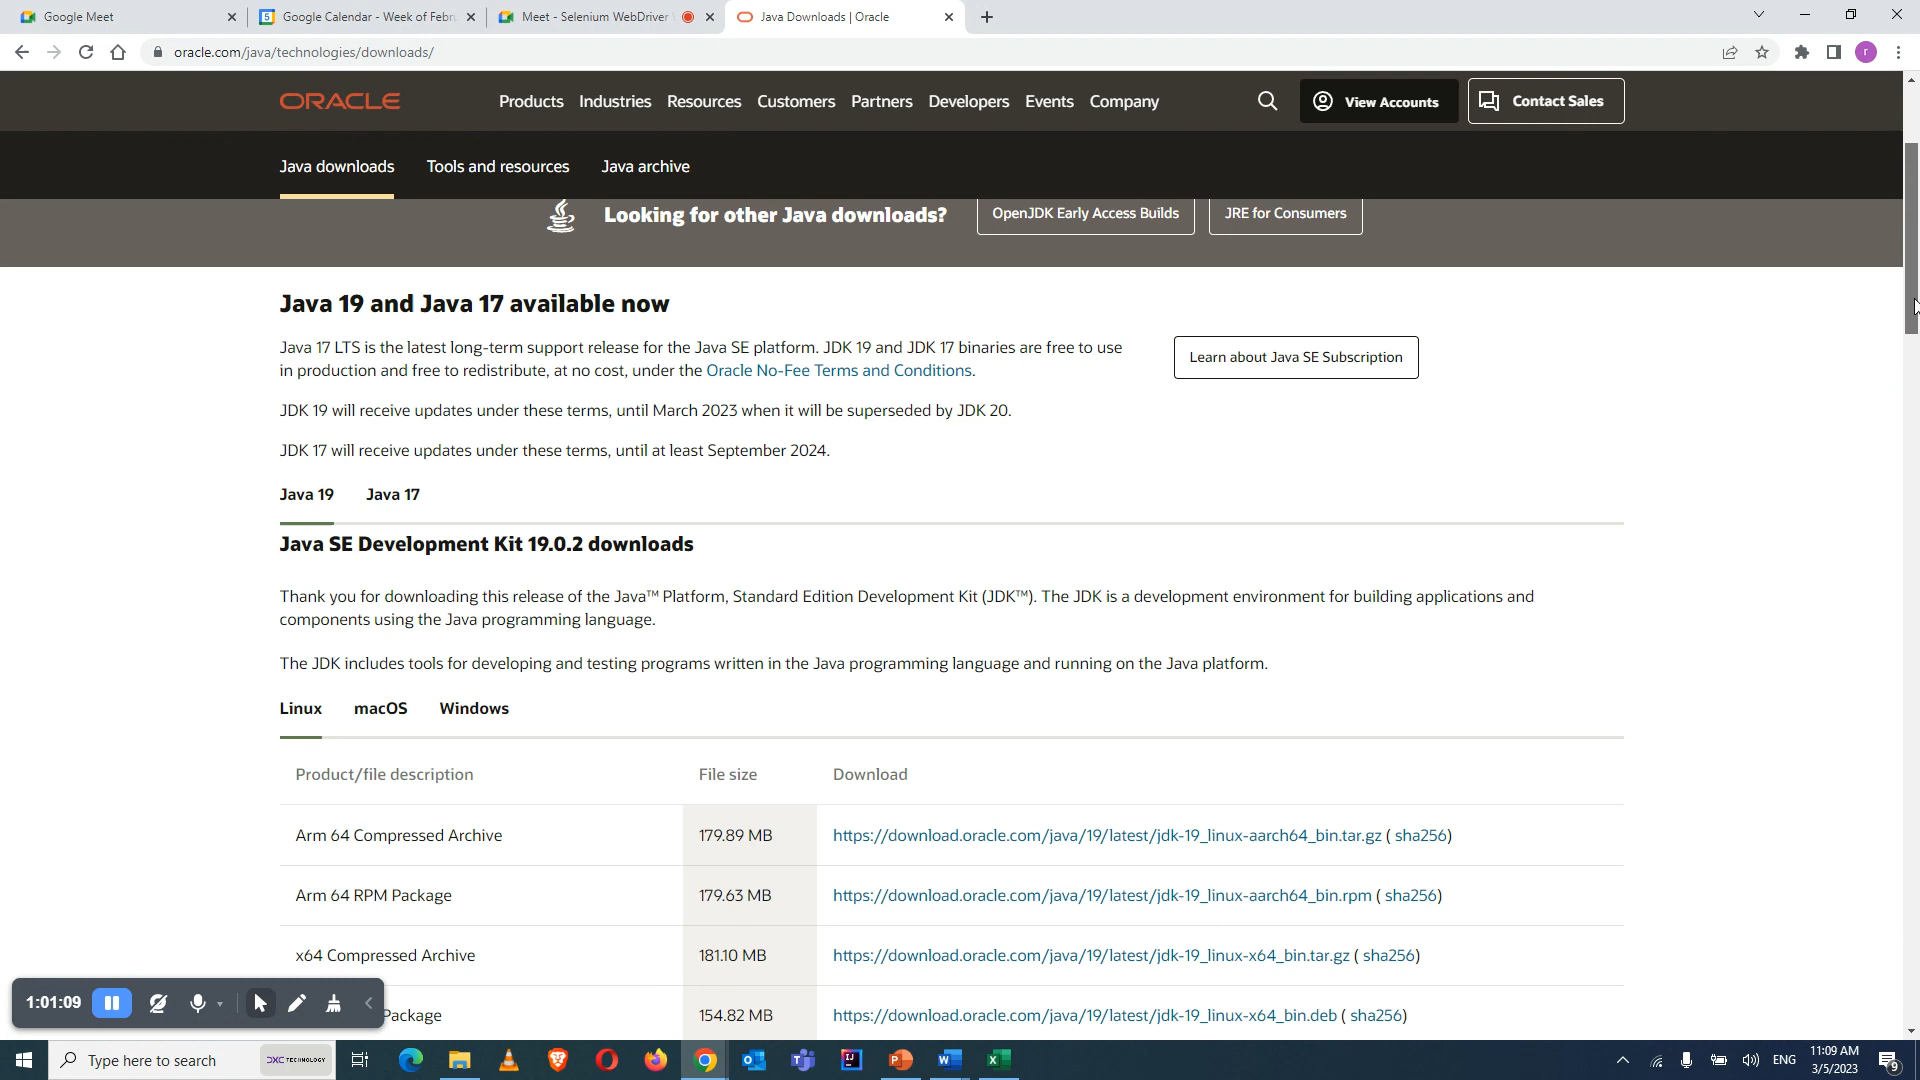 Google Meet
Google Calendar - Week of Febru
Meet - Selenium WebDriver
Java Downloads | Oracle
oracle.com/java/technologies/downloads/
r
ORACLE
Products Industries Resources Customers Partners Developers Events Company
View Accounts
Contact Sales
Java downloads Tools and resources Java archive
Looking for other Java downloads?
OpenJDK Early Access Builds
JRE for Consumers
Java 19 and Java 17 available now
Java 17 LTS is the latest long-term support release for the Java SE platform. JDK 19 and JDK 17 binaries are free to use
in production and free to redistribute, at no cost, under the Oracle No-Fee Terms and Conditions.
Learn about Java SE Subscription
JDK 19 will receive updates under these terms, until March 2023 when it will be superseded by JDK 20.
JDK 17 will receive updates under these terms, until at least September 2024.
Java 19 Java 17
Java SE Development Kit 19.0.2 downloads
Thank you for downloading this release of the Java™ Platform, Standard Edition Development Kit (JDK™). The JDK is a development environment for building applications and
components using the Java programming language.
The JDK includes tools for developing and testing programs written in the Java programming language and running on the Java platform.
Linux macOS Windows
Product/file description File size Download
Arm 64 Compressed Archive 179.89 MB https://download.oracle.com/java/19/latest/jdk-19_linux-aarch64_bin.tar.gz ( sha256)
Arm 64 RPM Package 179.63 MB https://download.oracle.com/java/19/latest/jdk-19_linux-aarch64_bin.rpm ( sha256)
x64 Compressed Archive 181.10 MB https://download.oracle.com/java/19/latest/jdk-19_linux-x64_bin.tar.gz ( sha256)
Package 154.82 MB https://download.oracle.com/java/19/latest/jdk-19_linux-x64_bin.deb ( sha256)
1:01:09
Type here to search
DXC TECHNOLOGY
ENG
11:09 AM
3/5/2023
9